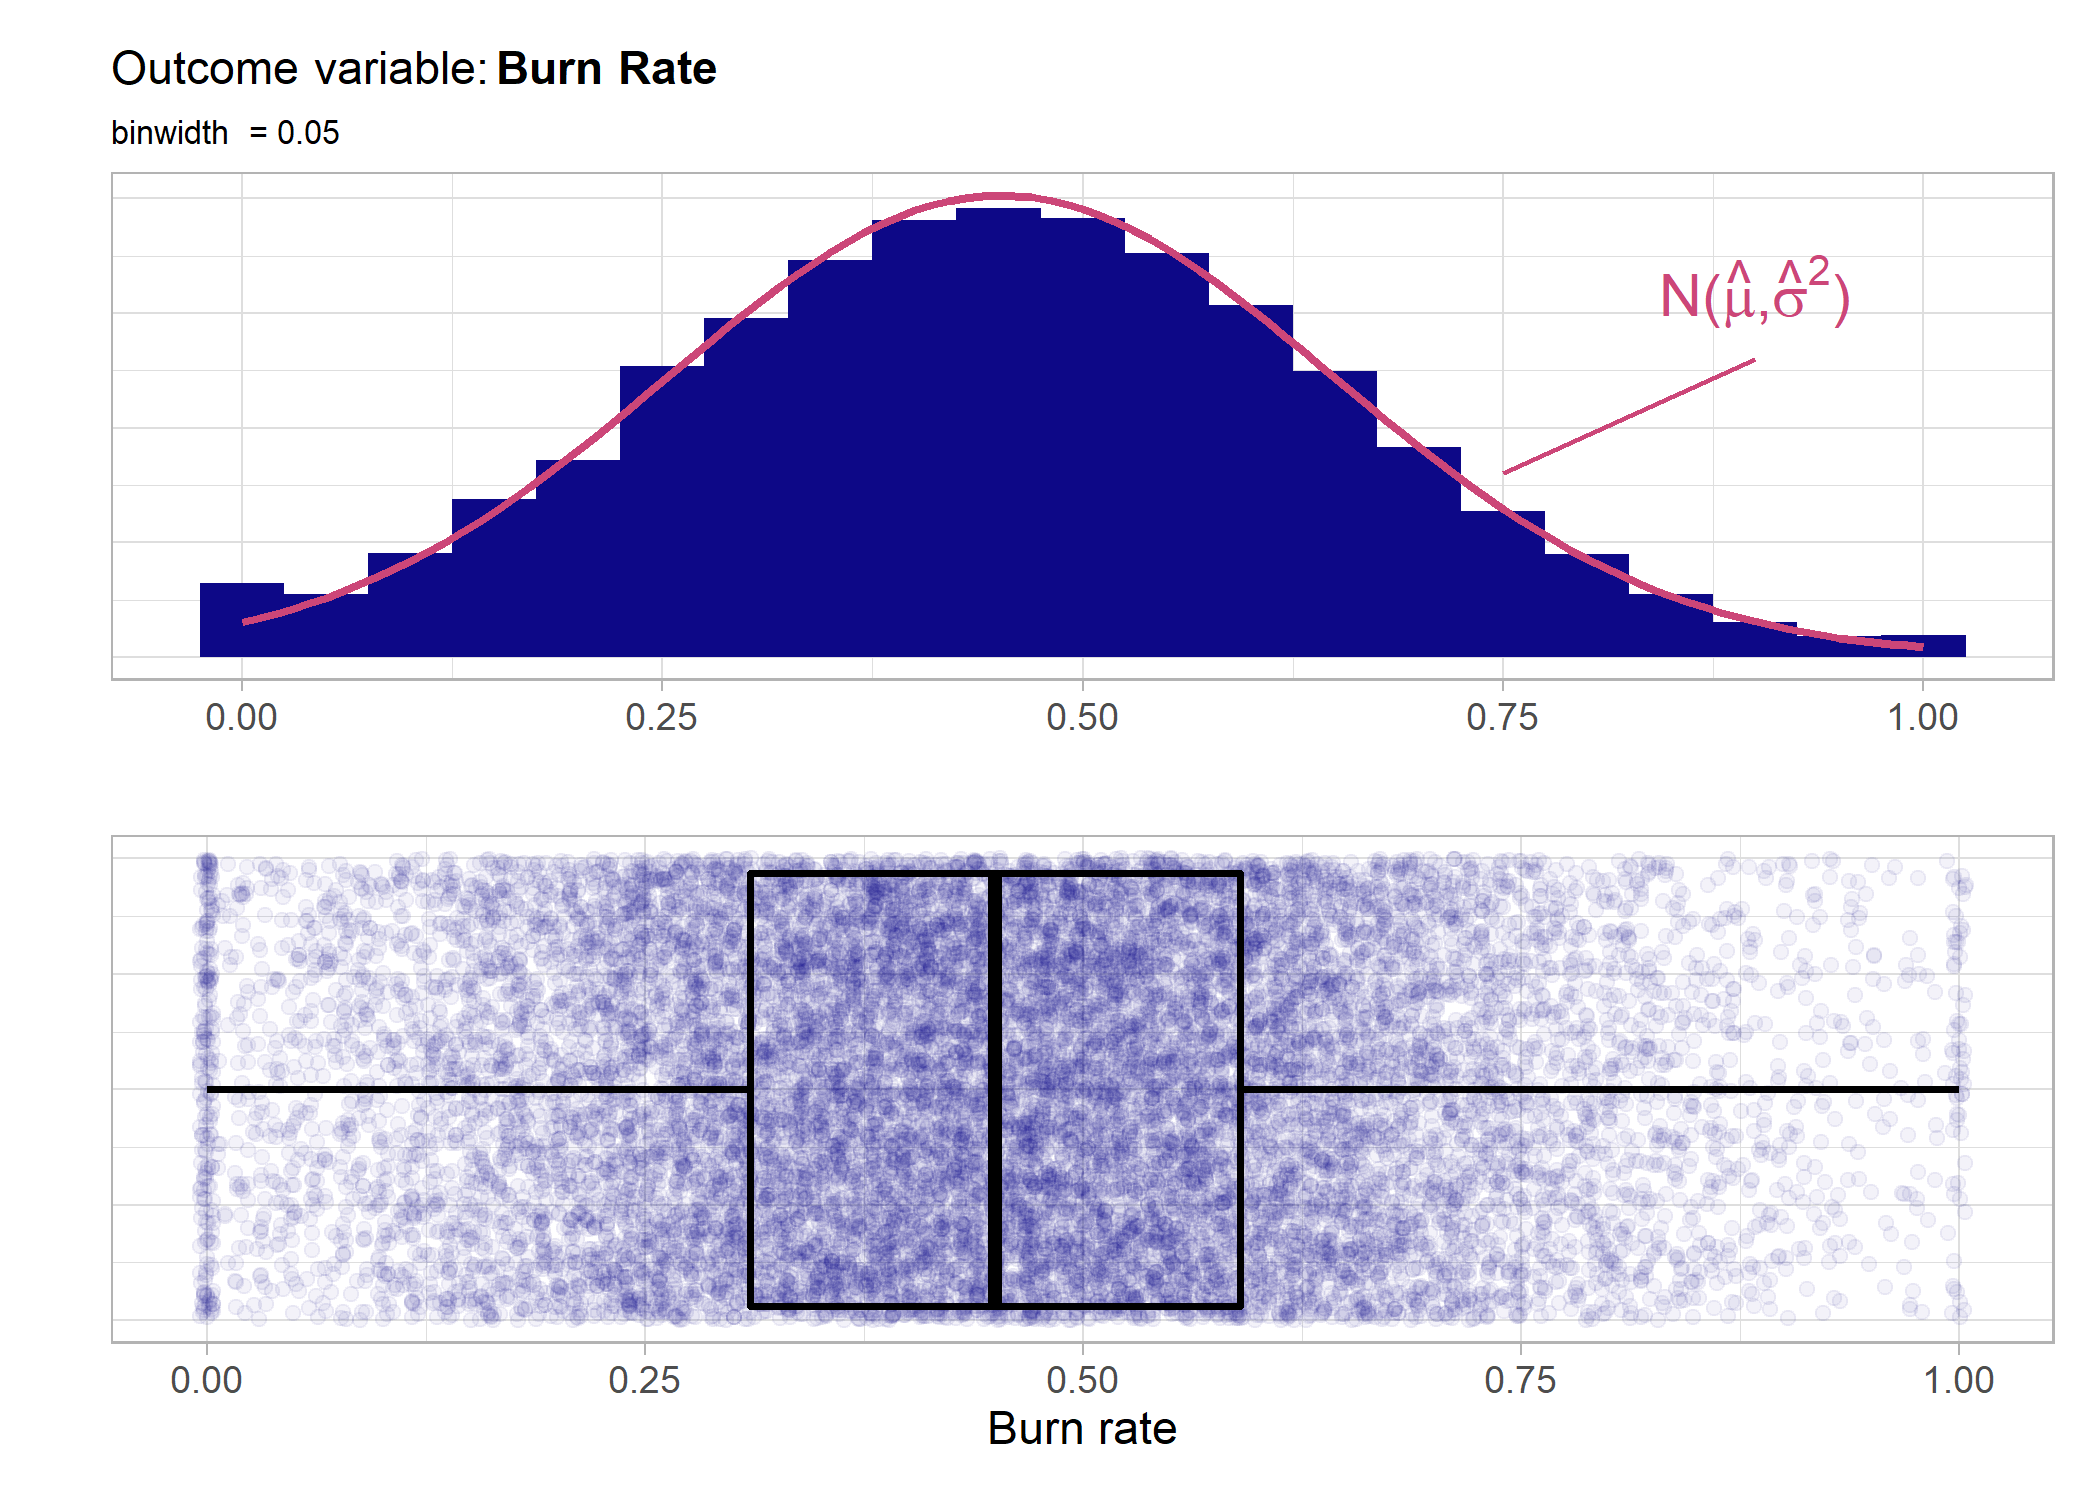 Outcome variable: Burn Rate
binwidth = 0.05
N(μ̂,σ̂²)
0.00 0.25 0.50 0.75 1.00
0.00 0.25 0.50 0.75 1.00
Burn rate